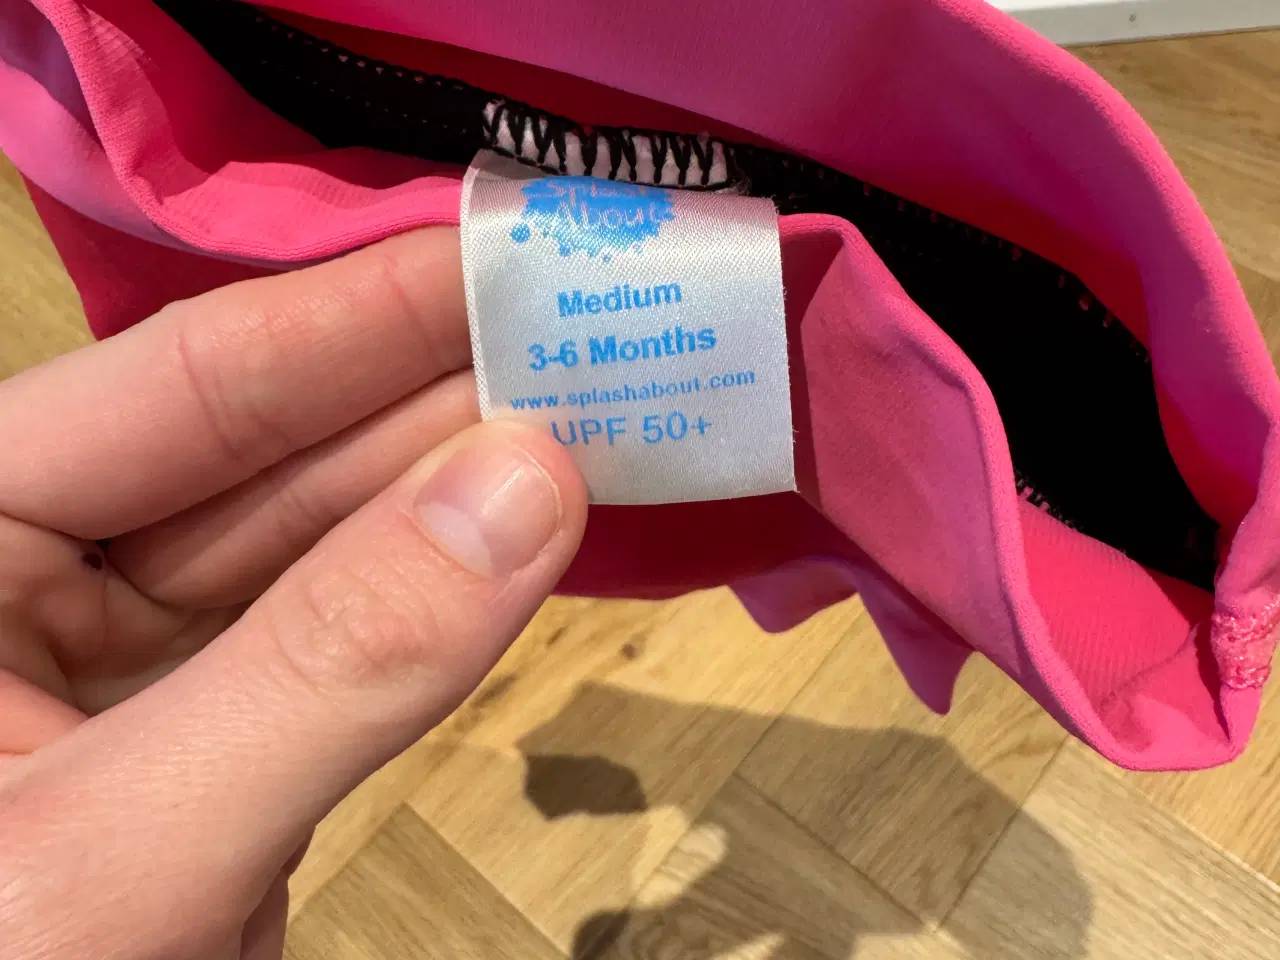 Splash
About
Medium
3-6 Months
www.splashabout.com
UPF 50+